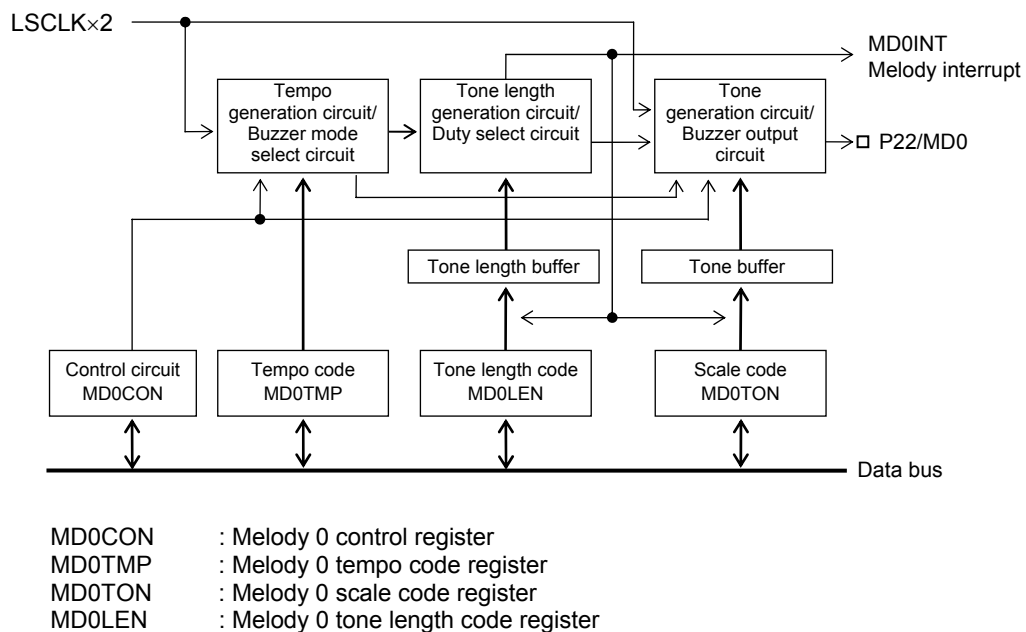 LSCLK×2
MD0INT
Melody interrupt
Tempo
generation circuit/
Buzzer mode
select circuit
Tone length
generation circuit/
Duty select circuit
Tone
generation circuit/
Buzzer output
circuit
P22/MD0
Tone length buffer
Tone buffer
Control circuit
MD0CON
Tempo code
MD0TMP
Tone length code
MD0LEN
Scale code
MD0TON
Data bus
MD0CON : Melody 0 control register
MD0TMP : Melody 0 tempo code register
MD0TON : Melody 0 scale code register
MD0LEN : Melody 0 tone length code register